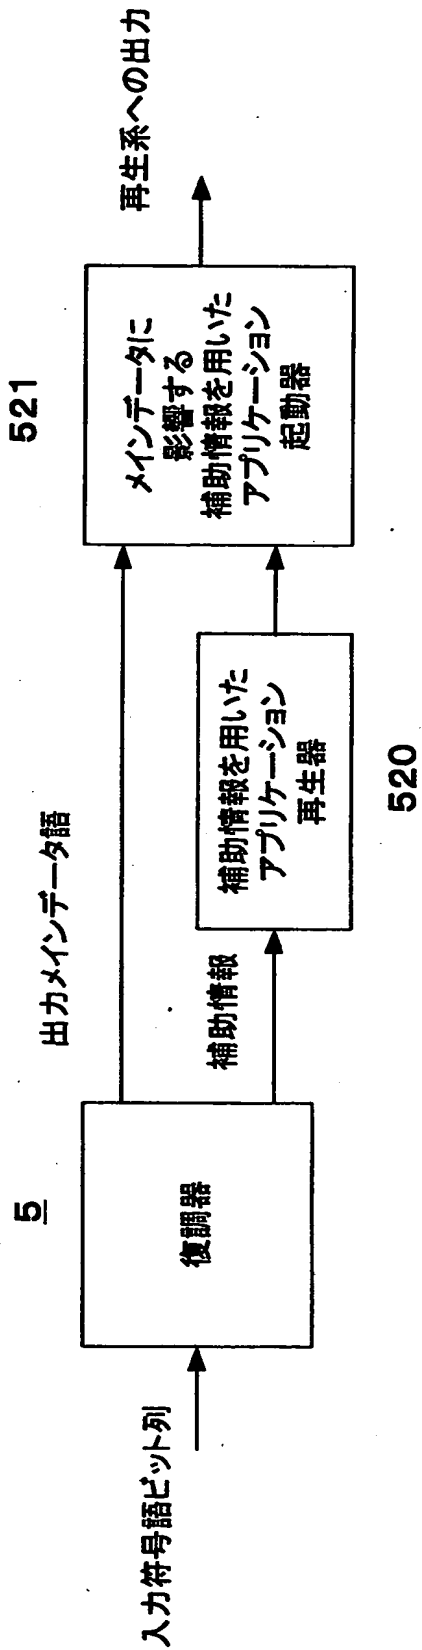 入力符号語ビット列
5
復調器
出力メインデータ語
補助情報
補助情報を用いた
アプリケーション
再生器
520
521
メインデータに
影響する
補助情報を用いた
アプリケーション
起動器
再生系への出力